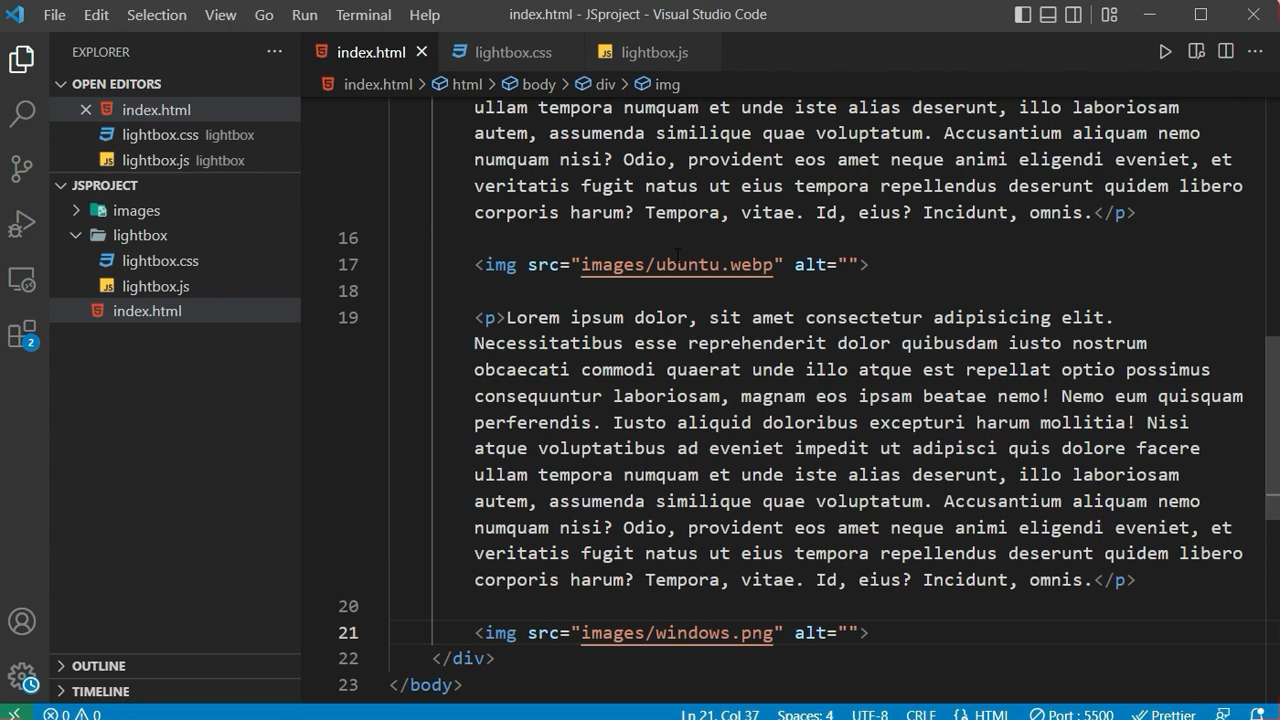 File Edit Selection View Go Run Terminal Help index.html - JSproject - Visual Studio Code
EXPLORER
OPEN EDITORS
index.html
lightbox.css lightbox
lightbox.js lightbox
JSPROJECT
images
lightbox
lightbox.css
lightbox.js
index.html
2
OUTLINE
TIMELINE
index.html lightbox.css lightbox.js
index.html html body div img
ullam tempora numquam et unde iste alias deserunt, illo laboriosam
autem, assumenda similique quae voluptatum. Accusantium aliquam nemo
numquam nisi? Odio, provident eos amet neque animi eligendi eveniet, et
veritatis fugit natus ut eius tempora repellendus deserunt quidem libero
corporis harum? Tempora, vitae. Id, eius? Incidunt, omnis.</p>
16
17 <img src="images/ubuntu.webp" alt="">
18
19 <p>Lorem ipsum dolor, sit amet consectetur adipisicing elit.
Necessitatibus esse reprehenderit dolor quibusdam iusto nostrum
obcaecati commodi quaerat unde illo atque est repellat optio possimus
consequuntur laboriosam, magnam eos ipsam beatae nemo! Nemo eum quisquam
perferendis. Iusto aliquid doloribus excepturi harum mollitia! Nisi
atque voluptatibus ad eveniet impedit ut adipisci quis dolore facere
ullam tempora numquam et unde iste alias deserunt, illo laboriosam
autem, assumenda similique quae voluptatum. Accusantium aliquam nemo
numquam nisi? Odio, provident eos amet neque animi eligendi eveniet, et
veritatis fugit natus ut eius tempora repellendus deserunt quidem libero
corporis harum? Tempora, vitae. Id, eius? Incidunt, omnis.</p>
20
21 <img src="images/windows.png" alt="">
22 </div>
23 </body>
0 0 Ln 21, Col 37 Spaces: 4 UTF-8 CRLF HTML Port : 5500 Prettier